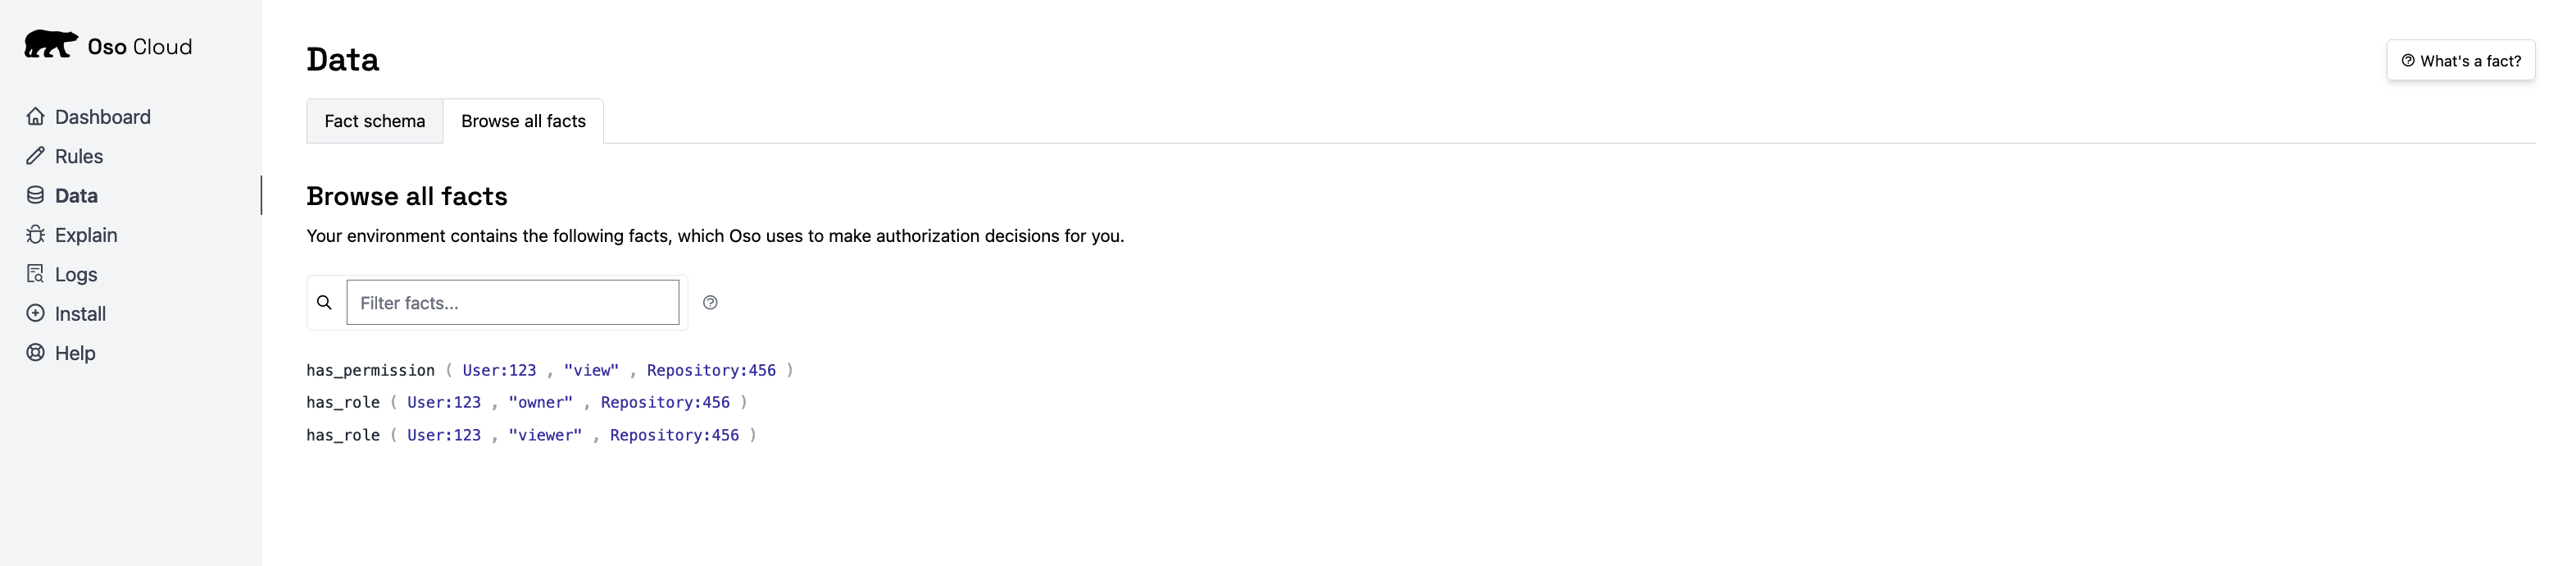 Oso Cloud
Dashboard
Rules
Data
Explain
Logs
Install
Help
Data
What's a fact?
Fact schema
Browse all facts
Browse all facts
Your environment contains the following facts, which Oso uses to make authorization decisions for you.
Filter facts...
has_permission ( User:123 , "view" , Repository:456 )
has_role ( User:123 , "owner" , Repository:456 )
has_role ( User:123 , "viewer" , Repository:456 )